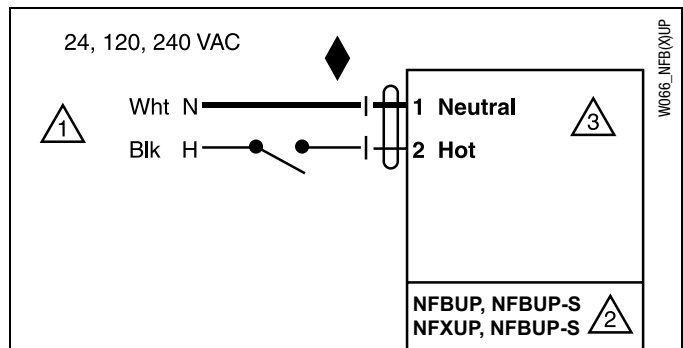 24, 120, 240 VAC
W066_NFB(X)UP
1
Wht N
1 Neutral
3
Blk H
2 Hot
NFBUP, NFBUP-S
NFXUP, NFBUP-S
2